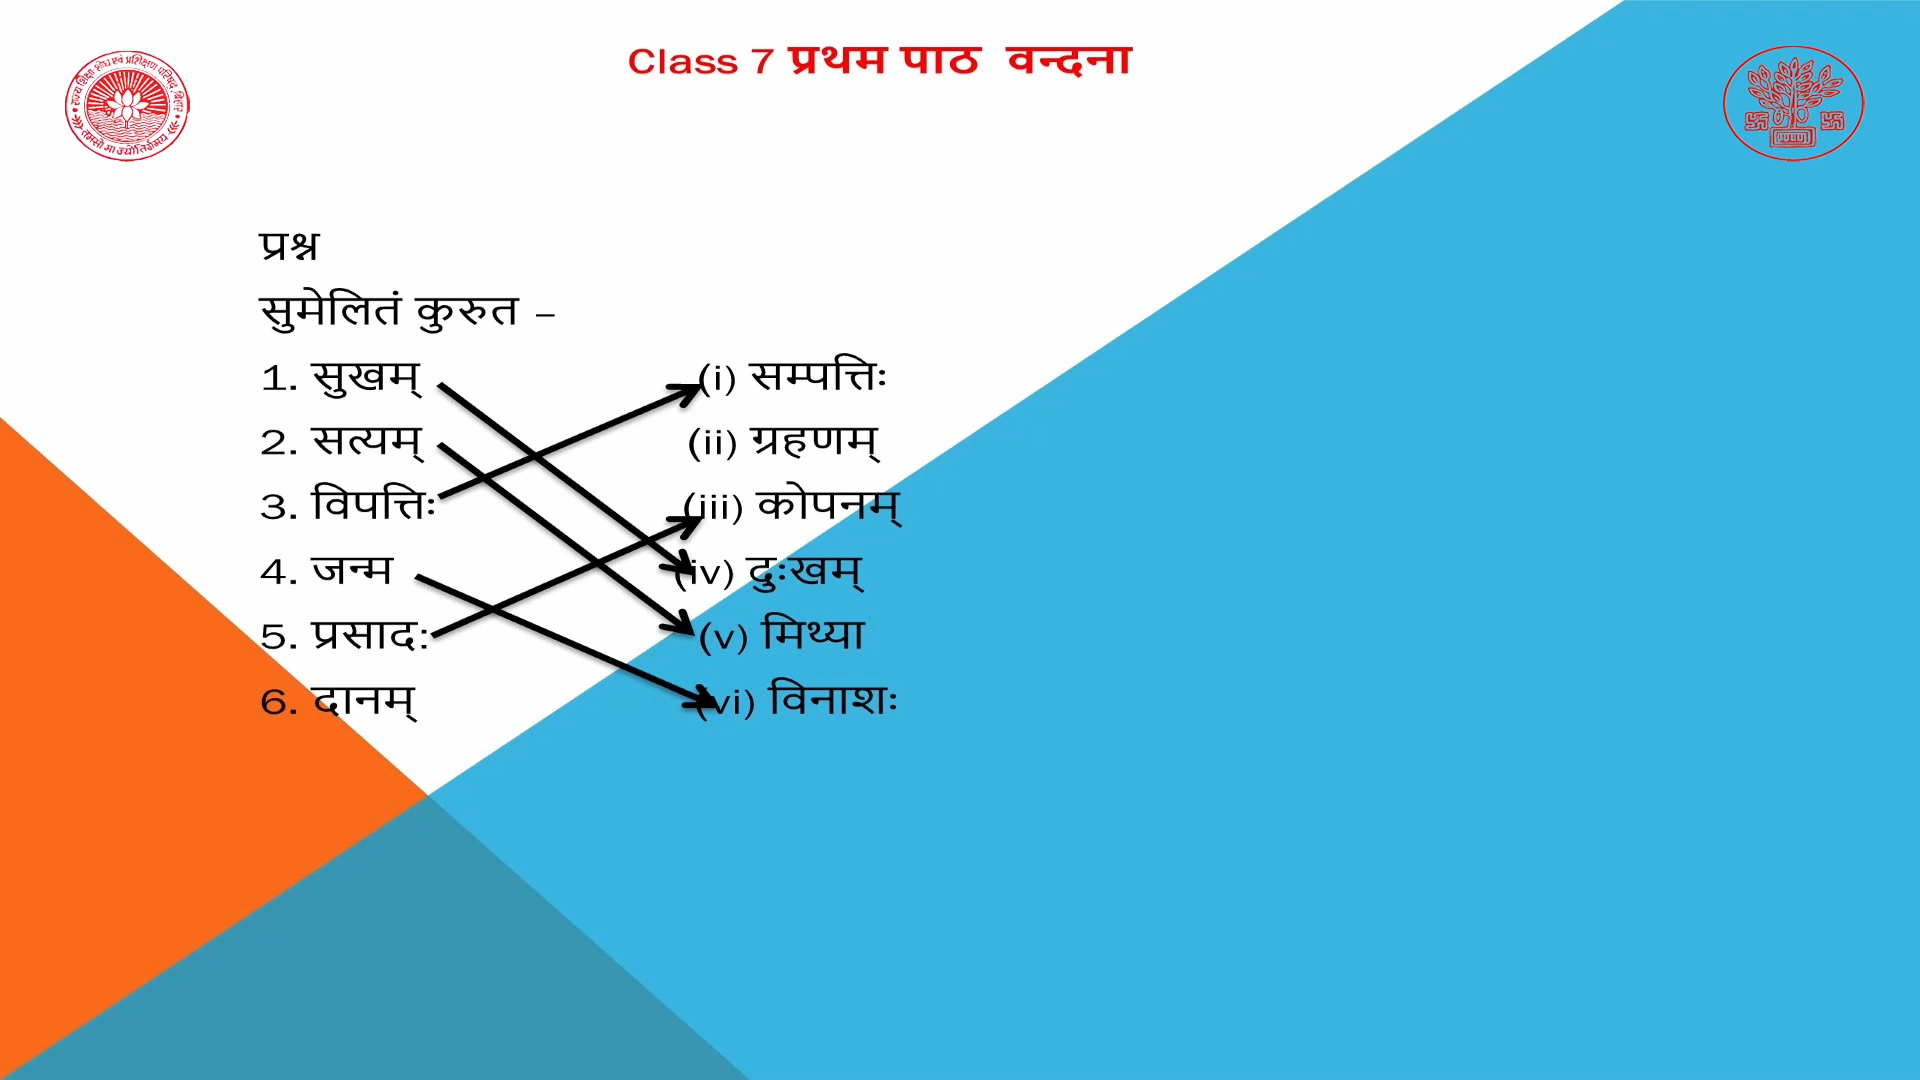 Class 7 प्रथम पाठ वन्दना
प्रश्न
सुमेलितं कुरुत –
1. सुखम् (i) सम्पत्तिः
2. सत्यम् (ii) ग्रहणम्
3. विपत्तिः (iii) कोपनम्
4. जन्म (iv) दुःखम्
5. प्रसाद: (v) मिथ्या
6. दानम् (vi) विनाशः